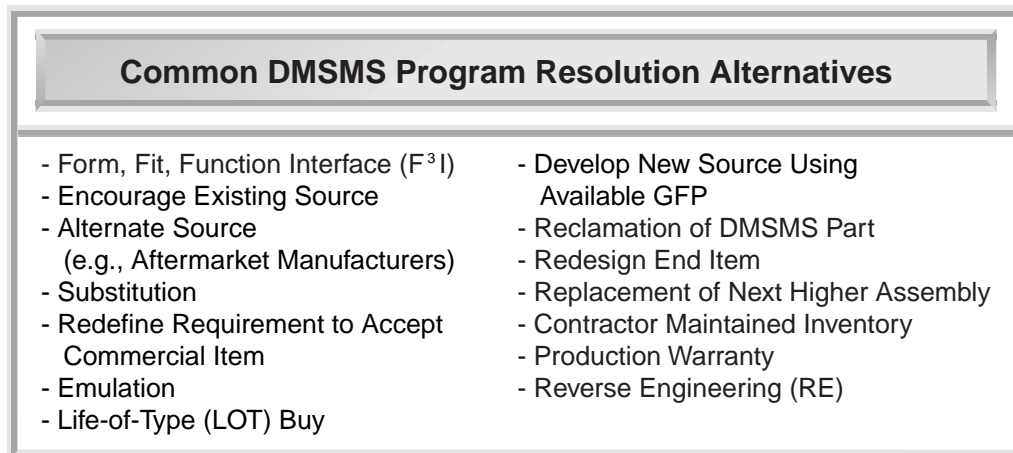 Common DMSMS Program Resolution Alternatives
- Form, Fit, Function Interface (F³I)
- Encourage Existing Source
- Alternate Source
(e.g., Aftermarket Manufacturers)
- Substitution
- Redefine Requirement to Accept
Commercial Item
- Emulation
- Life-of-Type (LOT) Buy
- Develop New Source Using
Available GFP
- Reclamation of DMSMS Part
- Redesign End Item
- Replacement of Next Higher Assembly
- Contractor Maintained Inventory
- Production Warranty
- Reverse Engineering (RE)